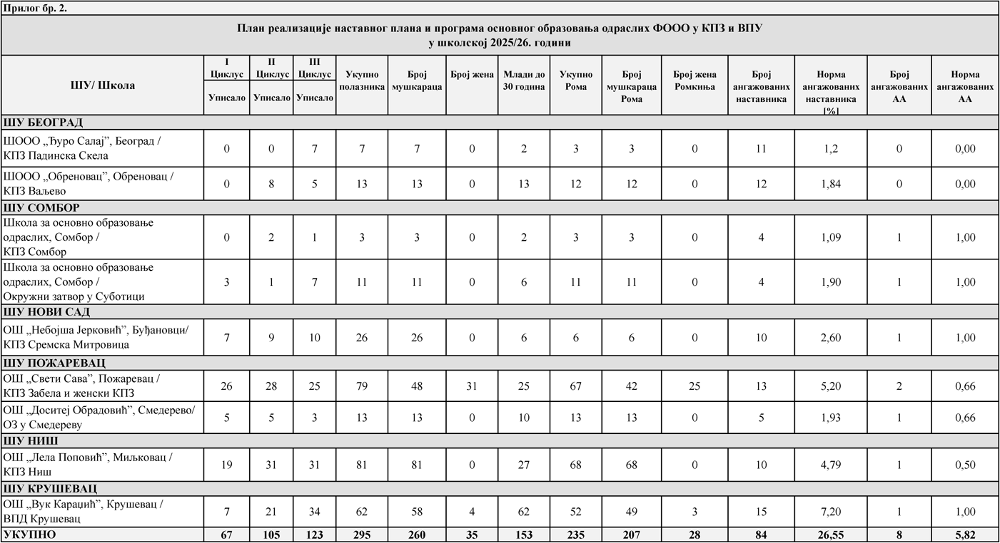 Прилог бр. 2.
План реализације наставног плана и програма основног образовања одраслих ФООО у КПЗ и ВПУ
у школској 2025/26. години
ШУ/ Школа
I
Циклус
II
Циклус
III
Циклус
Уписало
Уписало
Уписало
Укупно
полазника
Број
мушкараца
Број жена
Млади до
30 година
Укупно
Рома
Број
мушкараца
Рома
Број жена
Ромкиња
Број
ангажованих
наставника
Норма
ангажованих
наставника
[%]
Број
ангажованих
АА
Норма
ангажованих
АА
ШУ БЕОГРАД
ШООО „Ђуро Салај”, Београд /
КПЗ Падинска Скела
0 0 7 7 7 0 2 3 3 0 11 1,2 0 0,00
ШООО „Обреновац”, Обреновац /
КПЗ Ваљево
0 8 5 13 13 0 13 12 12 0 12 1,84 0 0,00
ШУ СОМБОР
Школа за основно образовање
одраслих, Сомбор /
КПЗ Сомбор
0 2 1 3 3 0 2 3 3 0 4 1,09 1 1,00
Школа за основно образовање
одраслих, Сомбор /
Окружни затвор у Суботици
3 1 7 11 11 0 6 11 11 0 4 1,90 1 1,00
ШУ НОВИ САД
ОШ „Небојша Јерковић”, Буђановци/
КПЗ Сремска Митровица
7 9 10 26 26 0 6 6 6 0 10 2,60 1 1,00
ШУ ПОЖАРЕВАЦ
ОШ „Свети Сава”, Пожаревац /
КПЗ Забела и женски КПЗ
26 28 25 79 48 31 25 67 42 25 13 5,20 2 0,66
ОШ „Доситеј Обрадовић”, Смедерево/
ОЗ у Смедереву
5 5 3 13 13 0 10 13 13 0 5 1,93 1 0,66
ШУ НИШ
ОШ „Лела Поповић”, Миљковац /
КПЗ Ниш
19 31 31 81 81 0 27 68 68 0 10 4,79 1 0,50
ШУ КРУШЕВАЦ
ОШ „Вук Караџић”, Крушевац /
ВПД Крушевац
7 21 34 62 58 4 62 52 49 3 15 7,20 1 1,00
УКУПНО 67 105 123 295 260 35 153 235 207 28 84 26,55 8 5,82